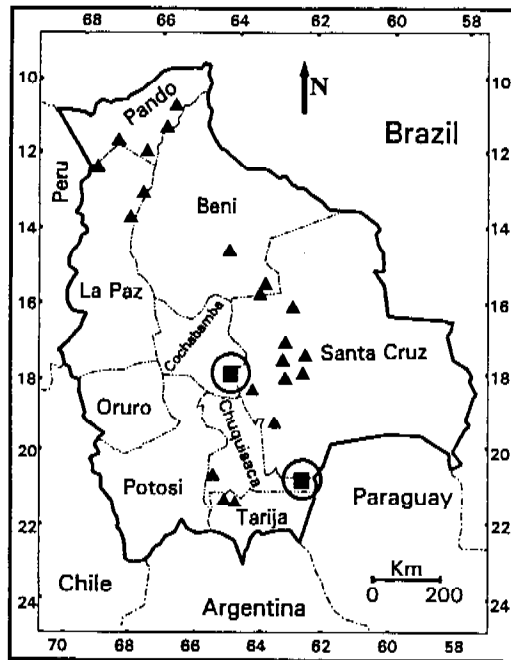 68 66 64 62 60 58
10
12
14
16
18
20
22
24
10
12
14
16
18
20
22
24
70 68 66 64 62 60 58
N
Pando
Brazil
Peru
Beni
La Paz
Cochabamba
Santa Cruz
Oruro
Chuquisaca
Potosi
Paraguay
Tarija
Km
0 200
Chile
Argentina